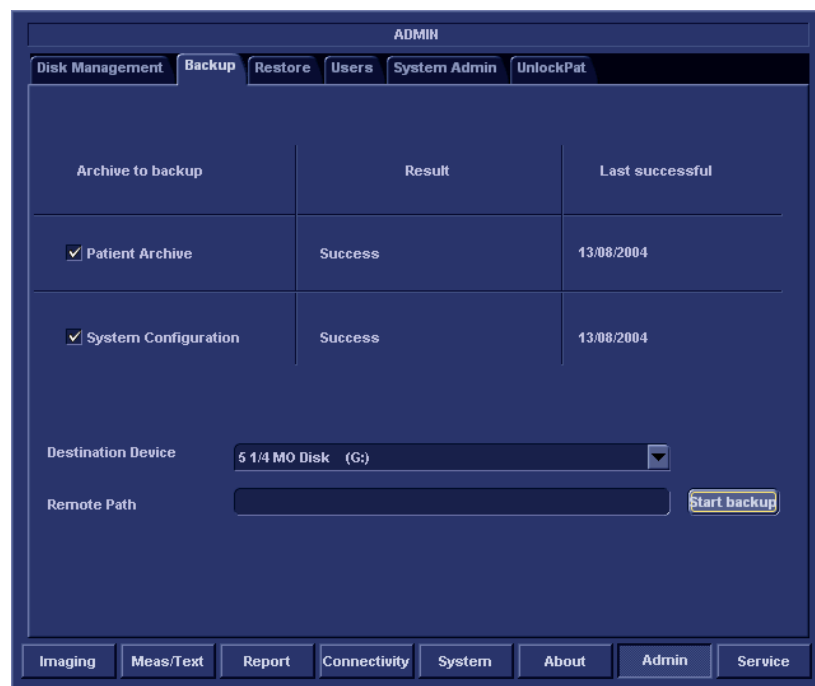 ADMIN
Disk Management Backup Restore Users System Admin UnlockPat
Archive to backup Result Last successful
Patient Archive Success 13/08/2004
System Configuration Success 13/08/2004
Destination Device 5 1/4 MO Disk (G:)
Remote Path Start backup
Imaging Meas/Text Report Connectivity System About Admin Service